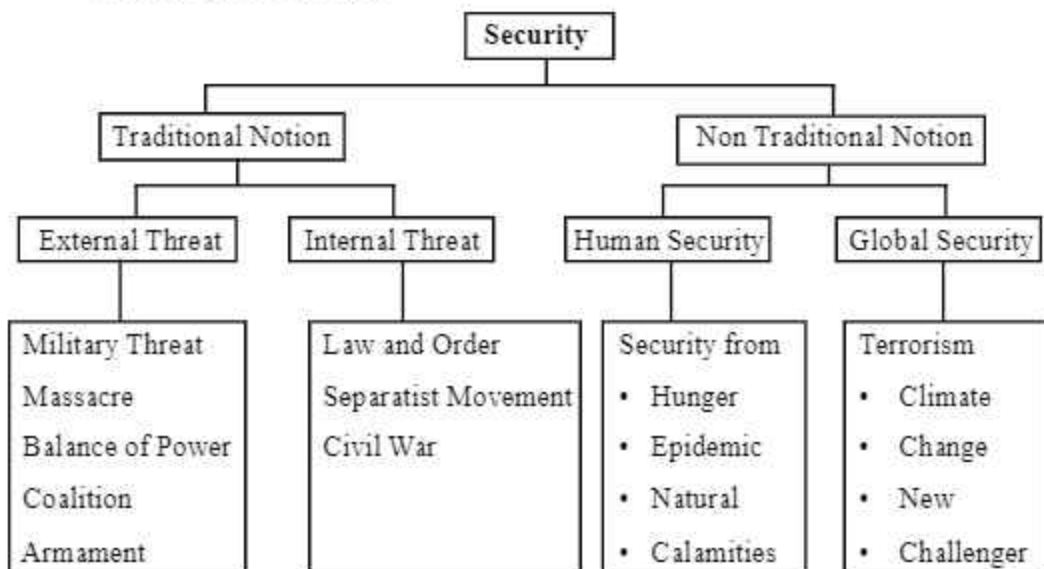 Security
Traditional Notion
Non Traditional Notion
External Threat
Internal Threat
Human Security
Global Security
Military Threat
Massacre
Balance of Power
Coalition
Armament
Law and Order
Separatist Movement
Civil War
Security from
• Hunger
• Epidemic
• Natural
• Calamities
Terrorism
• Climate
• Change
• New
• Challenger